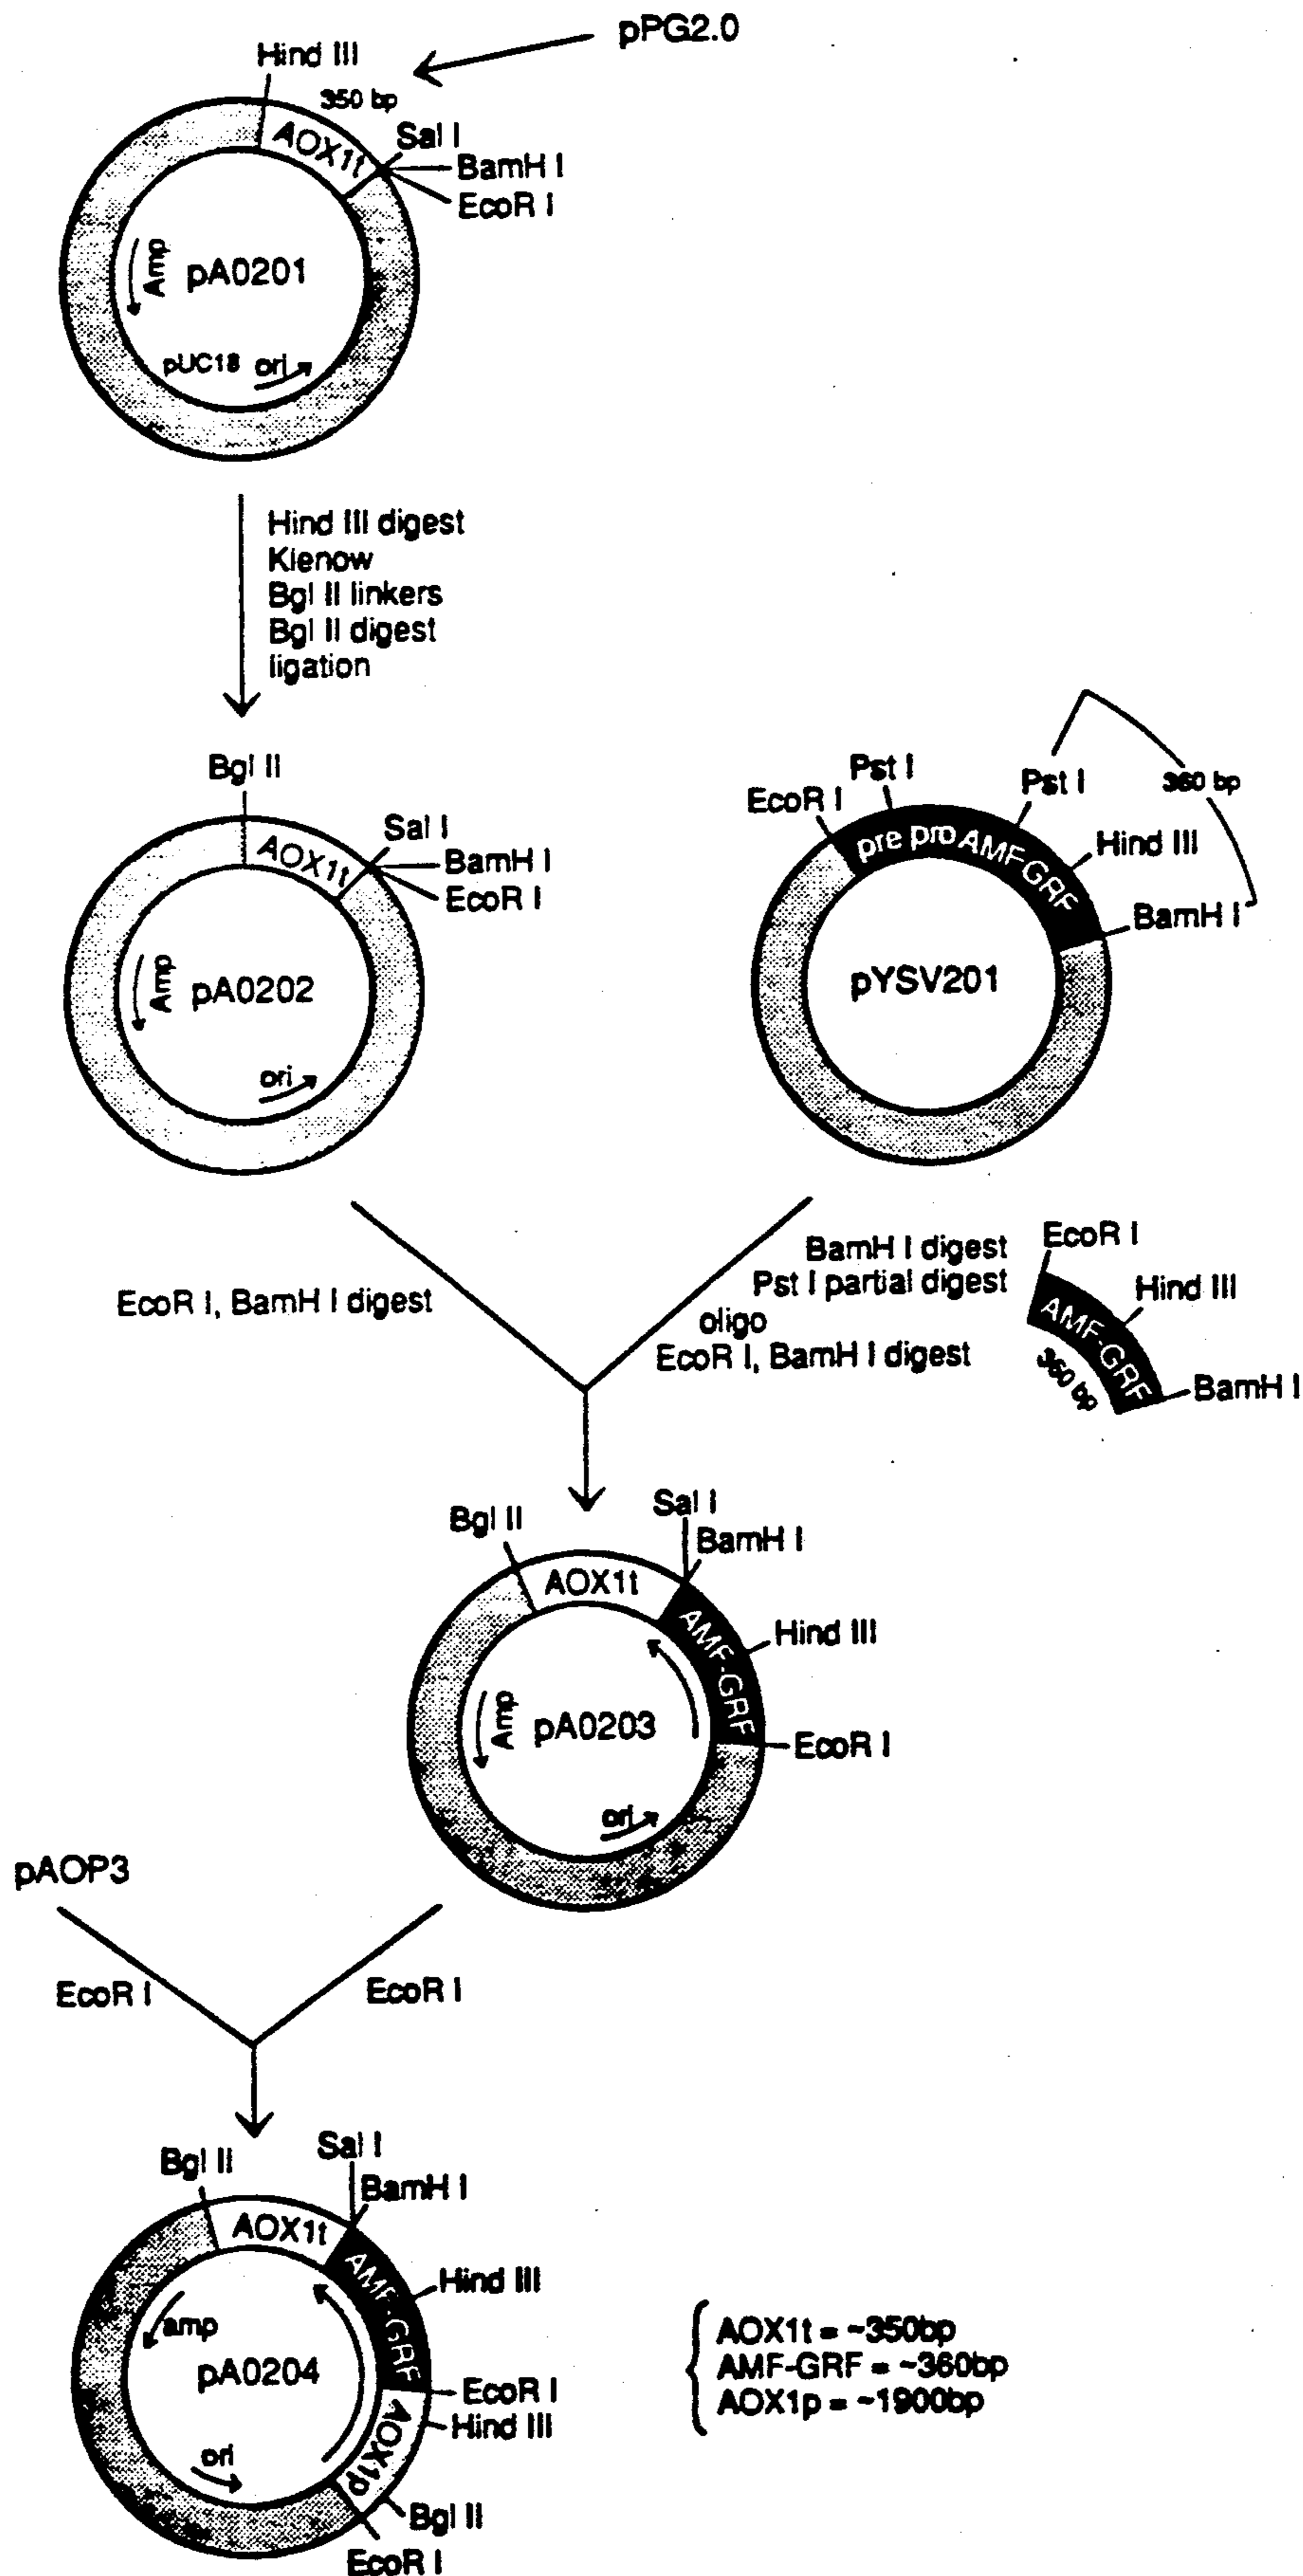 pPG2.0
Hind III
350 bp
AOX1t
Sal I
BamH I
EcoR I
Amp
pA0201
pUC18 ori
Hind III digest
Klenow
Bgl II linkers
Bgl II digest
ligation
Bgl II
AOX1t
Sal I
BamH I
EcoR I
Amp
pA0202
ori
EcoR I
Pst I
Pst I
360 bp
Hind III
BamH I
pre pro AMF-GRF
pYSV201
EcoR I, BamH I digest
BamH I digest
Pst I partial digest
oligo
EcoR I, BamH I digest
EcoR I
Hind III
AMF-GRF
360 bp
BamH I
Bgl II
Sal I
BamH I
AOX1t
AMF-GRF
Hind III
Amp
pA0203
EcoR I
ori
pAOP3
EcoR I
EcoR I
Bgl II
Sal I
BamH I
AOX1t
AMF-GRF
Hind III
amp
pA0204
EcoR I
Hind III
AOX1p
ori
Bgl II
EcoR I
AOX1t = ~350bp
AMF-GRF = ~360bp
AOX1p = ~1900bp